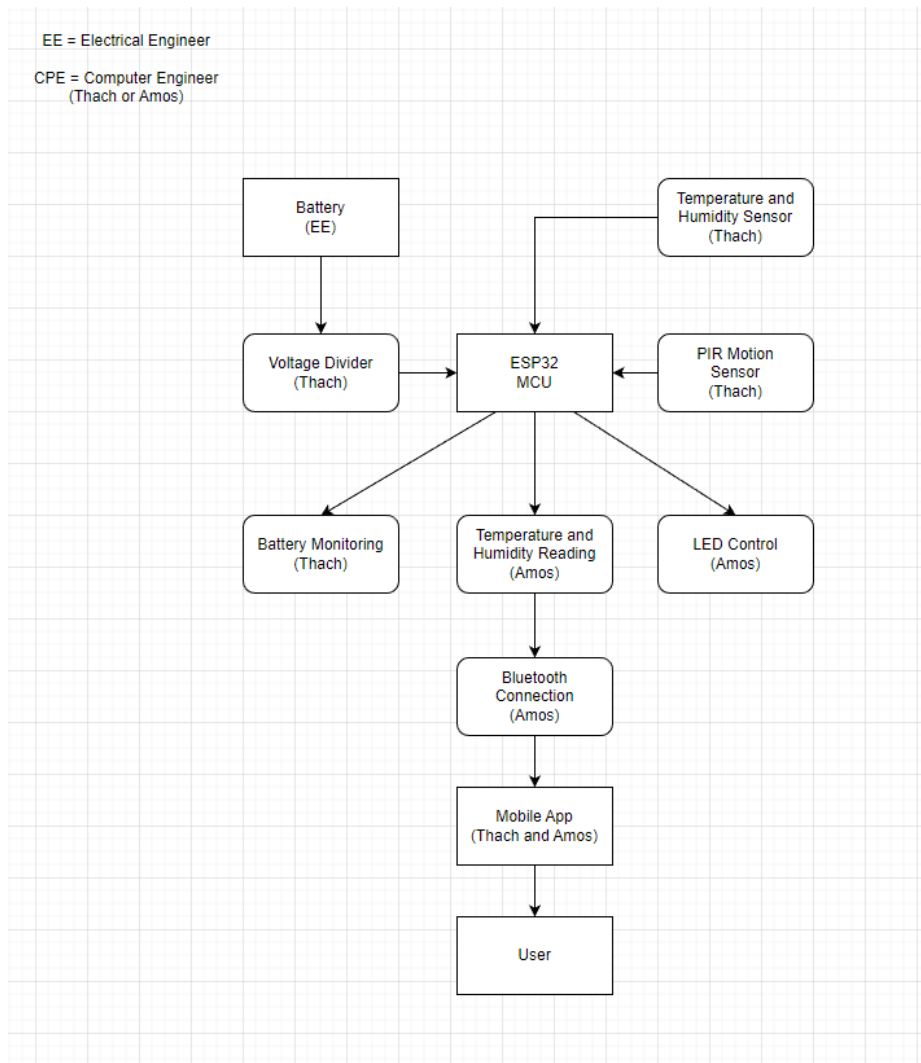 EE = Electrical Engineer
CPE = Computer Engineer
(Thach or Amos)
Battery
(EE)
Temperature and
Humidity Sensor
(Thach)
Voltage Divider
(Thach)
ESP32
MCU
PIR Motion
Sensor
(Thach)
Battery Monitoring
(Thach)
Temperature and
Humidity Reading
(Amos)
LED Control
(Amos)
Bluetooth
Connection
(Amos)
Mobile App
(Thach and Amos)
User